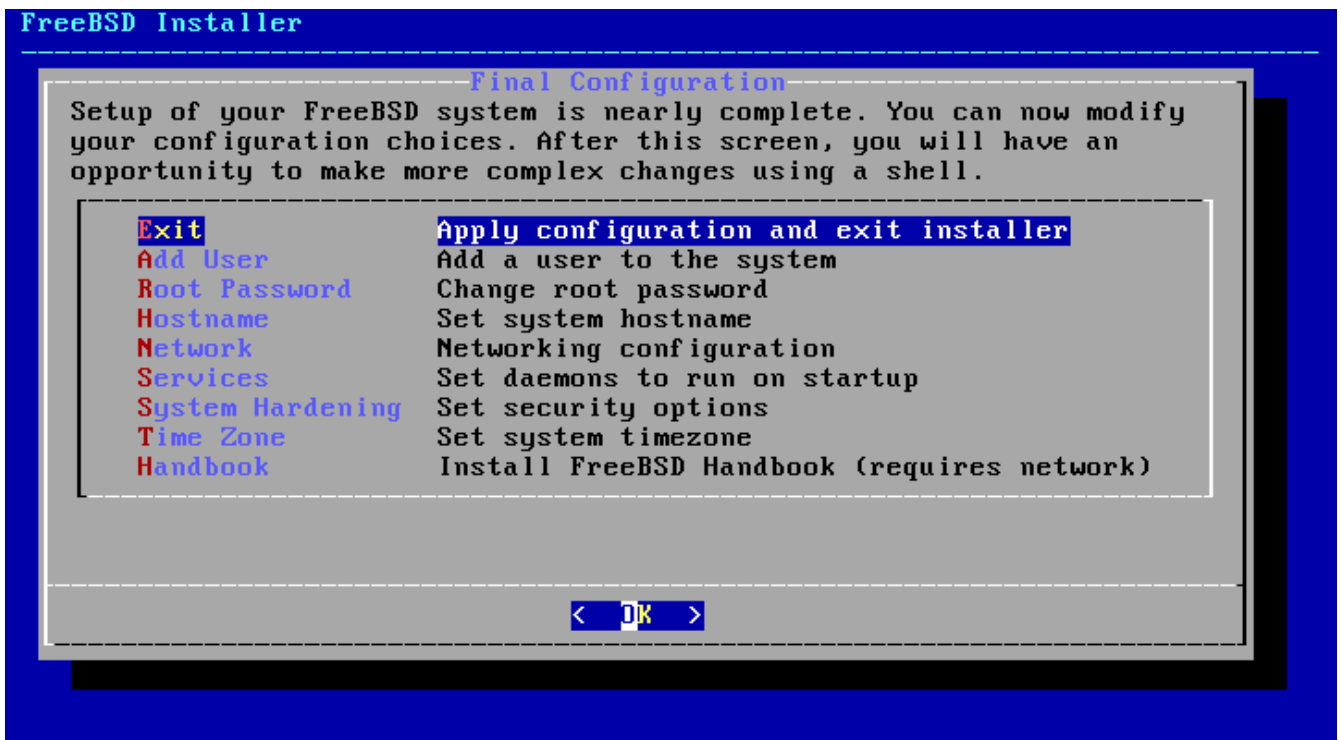 FreeBSD Installer
Final Configuration
Setup of your FreeBSD system is nearly complete. You can now modify
your configuration choices. After this screen, you will have an
opportunity to make more complex changes using a shell.
Exit Apply configuration and exit installer
Add User Add a user to the system
Root Password Change root password
Hostname Set system hostname
Network Networking configuration
Services Set daemons to run on startup
System Hardening Set security options
Time Zone Set system timezone
Handbook Install FreeBSD Handbook (requires network)
< OK >